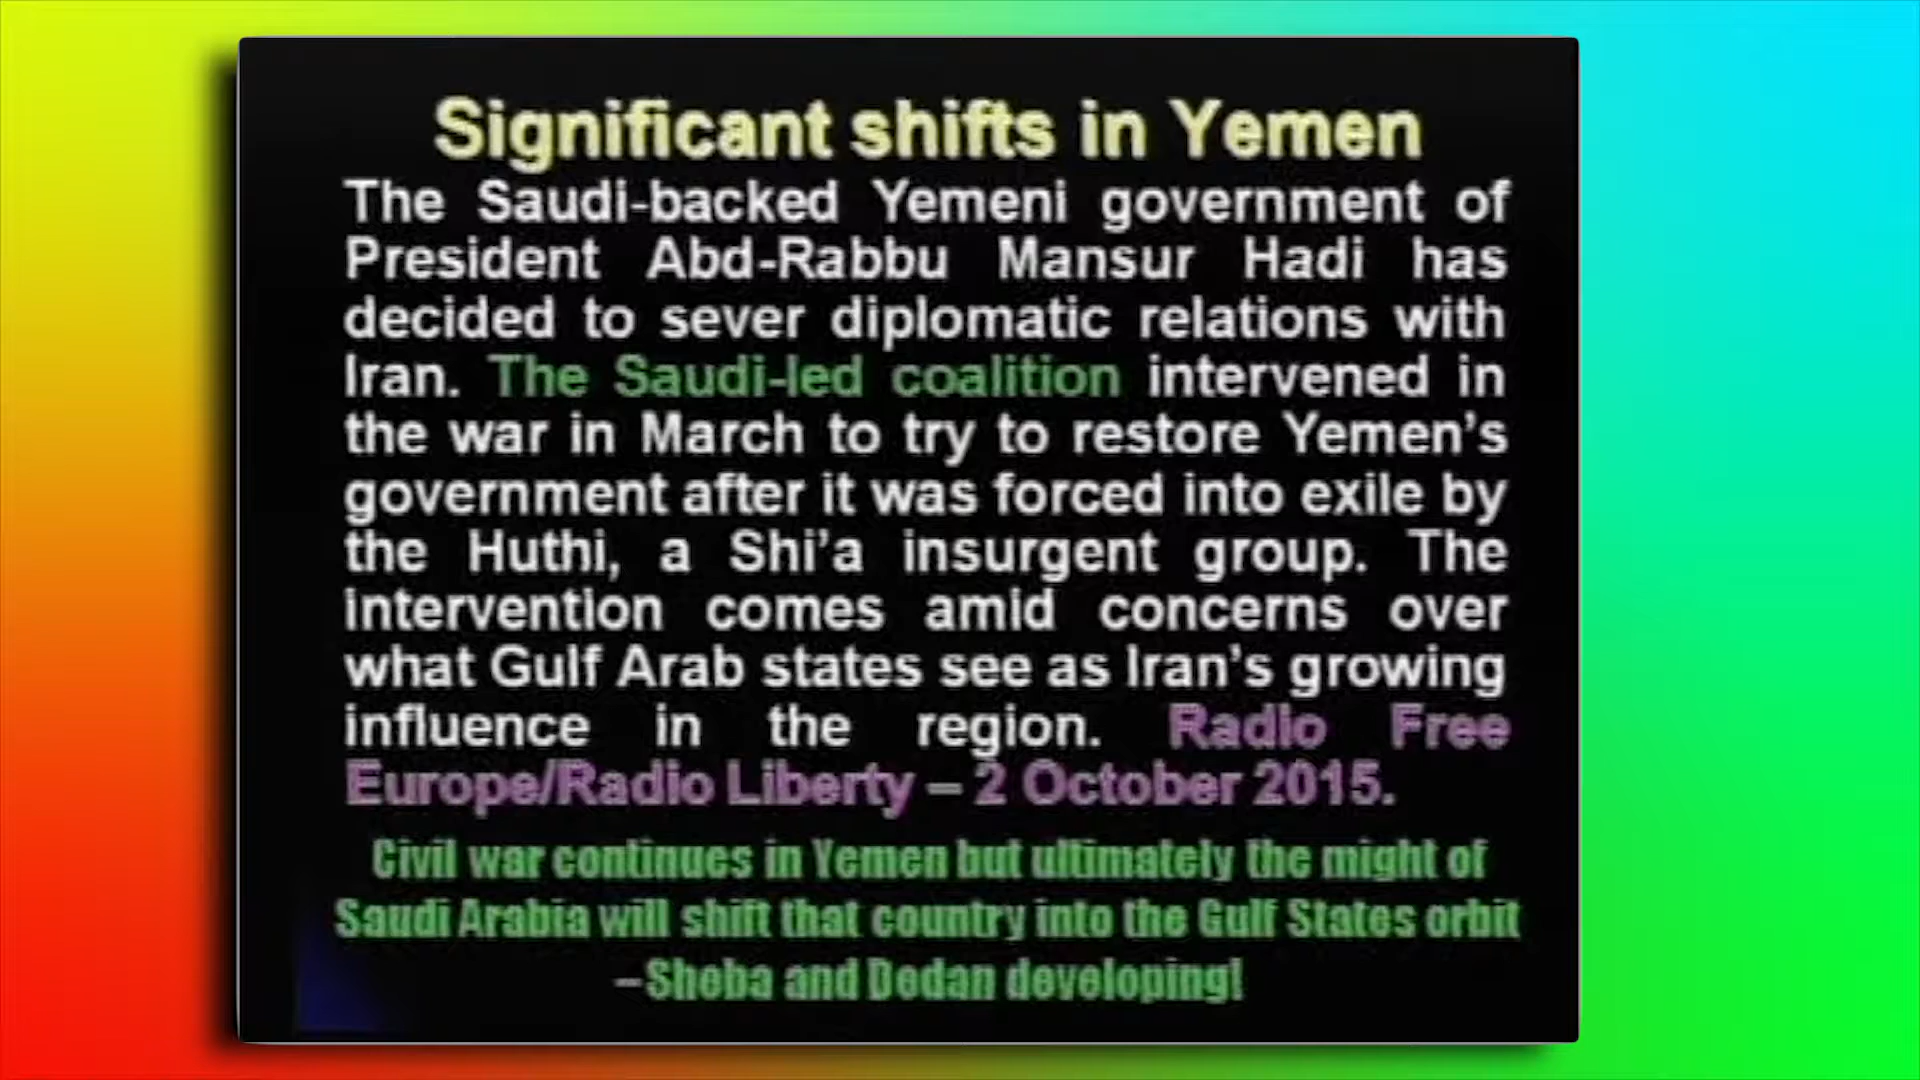 Significant shifts in Yemen
The Saudi-backed Yemeni government of
President Abd-Rabbu Mansur Hadi has
decided to sever diplomatic relations with
Iran. The Saudi-led coalition intervened in
the war in March to try to restore Yemen’s
government after it was forced into exile by
the Huthi, a Shi’a insurgent group. The
intervention comes amid concerns over
what Gulf Arab states see as Iran’s growing
influence in the region. Radio Free
Europe/Radio Liberty – 2 October 2015.
Civil war continues in Yemen but ultimately the might of
Saudi Arabia will shift that country into the Gulf States orbit
– Sheba and Dedan developing!